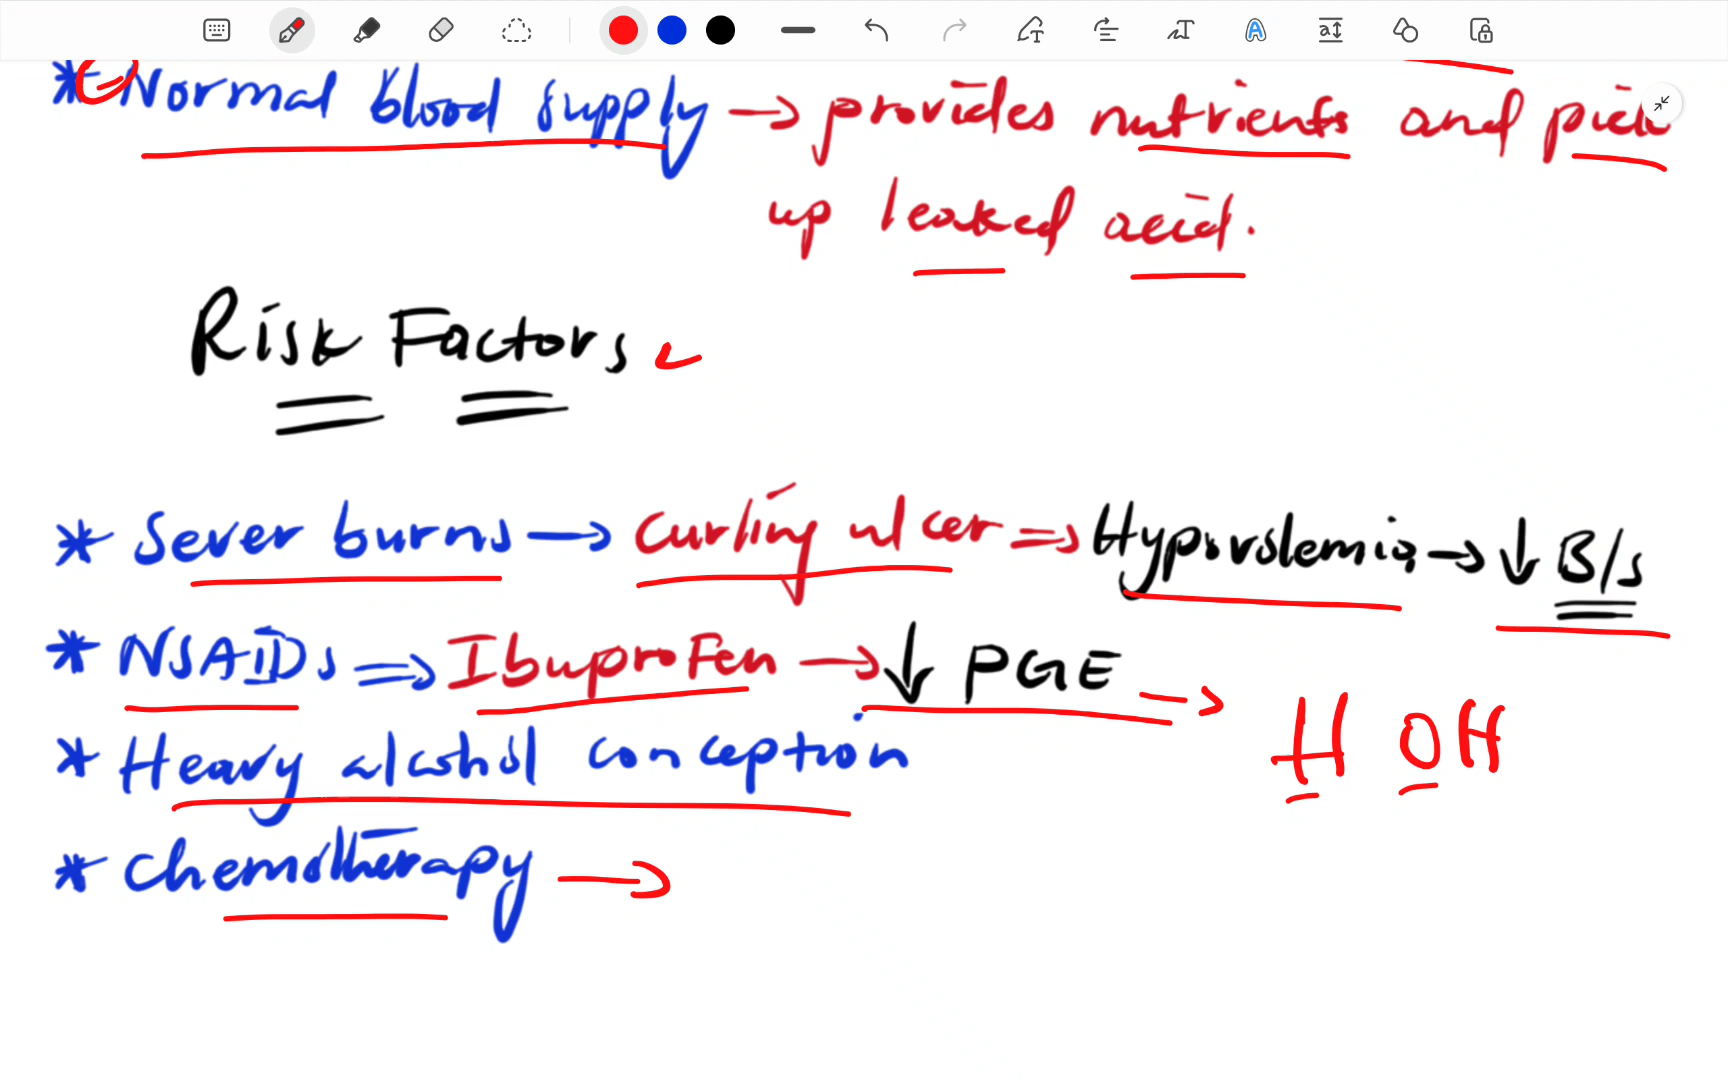 * Normal blood supply → provides nutrients and pick
up leaked acid.
Risk Factors
* Sever burns → Curling ulcer ⇒ Hypovolemia → ↓ B/s
* NSAIDs ⇒ Ibuprofen → ↓ PGE →
H OH
* Heavy alcohol conception
* Chemotherapy →